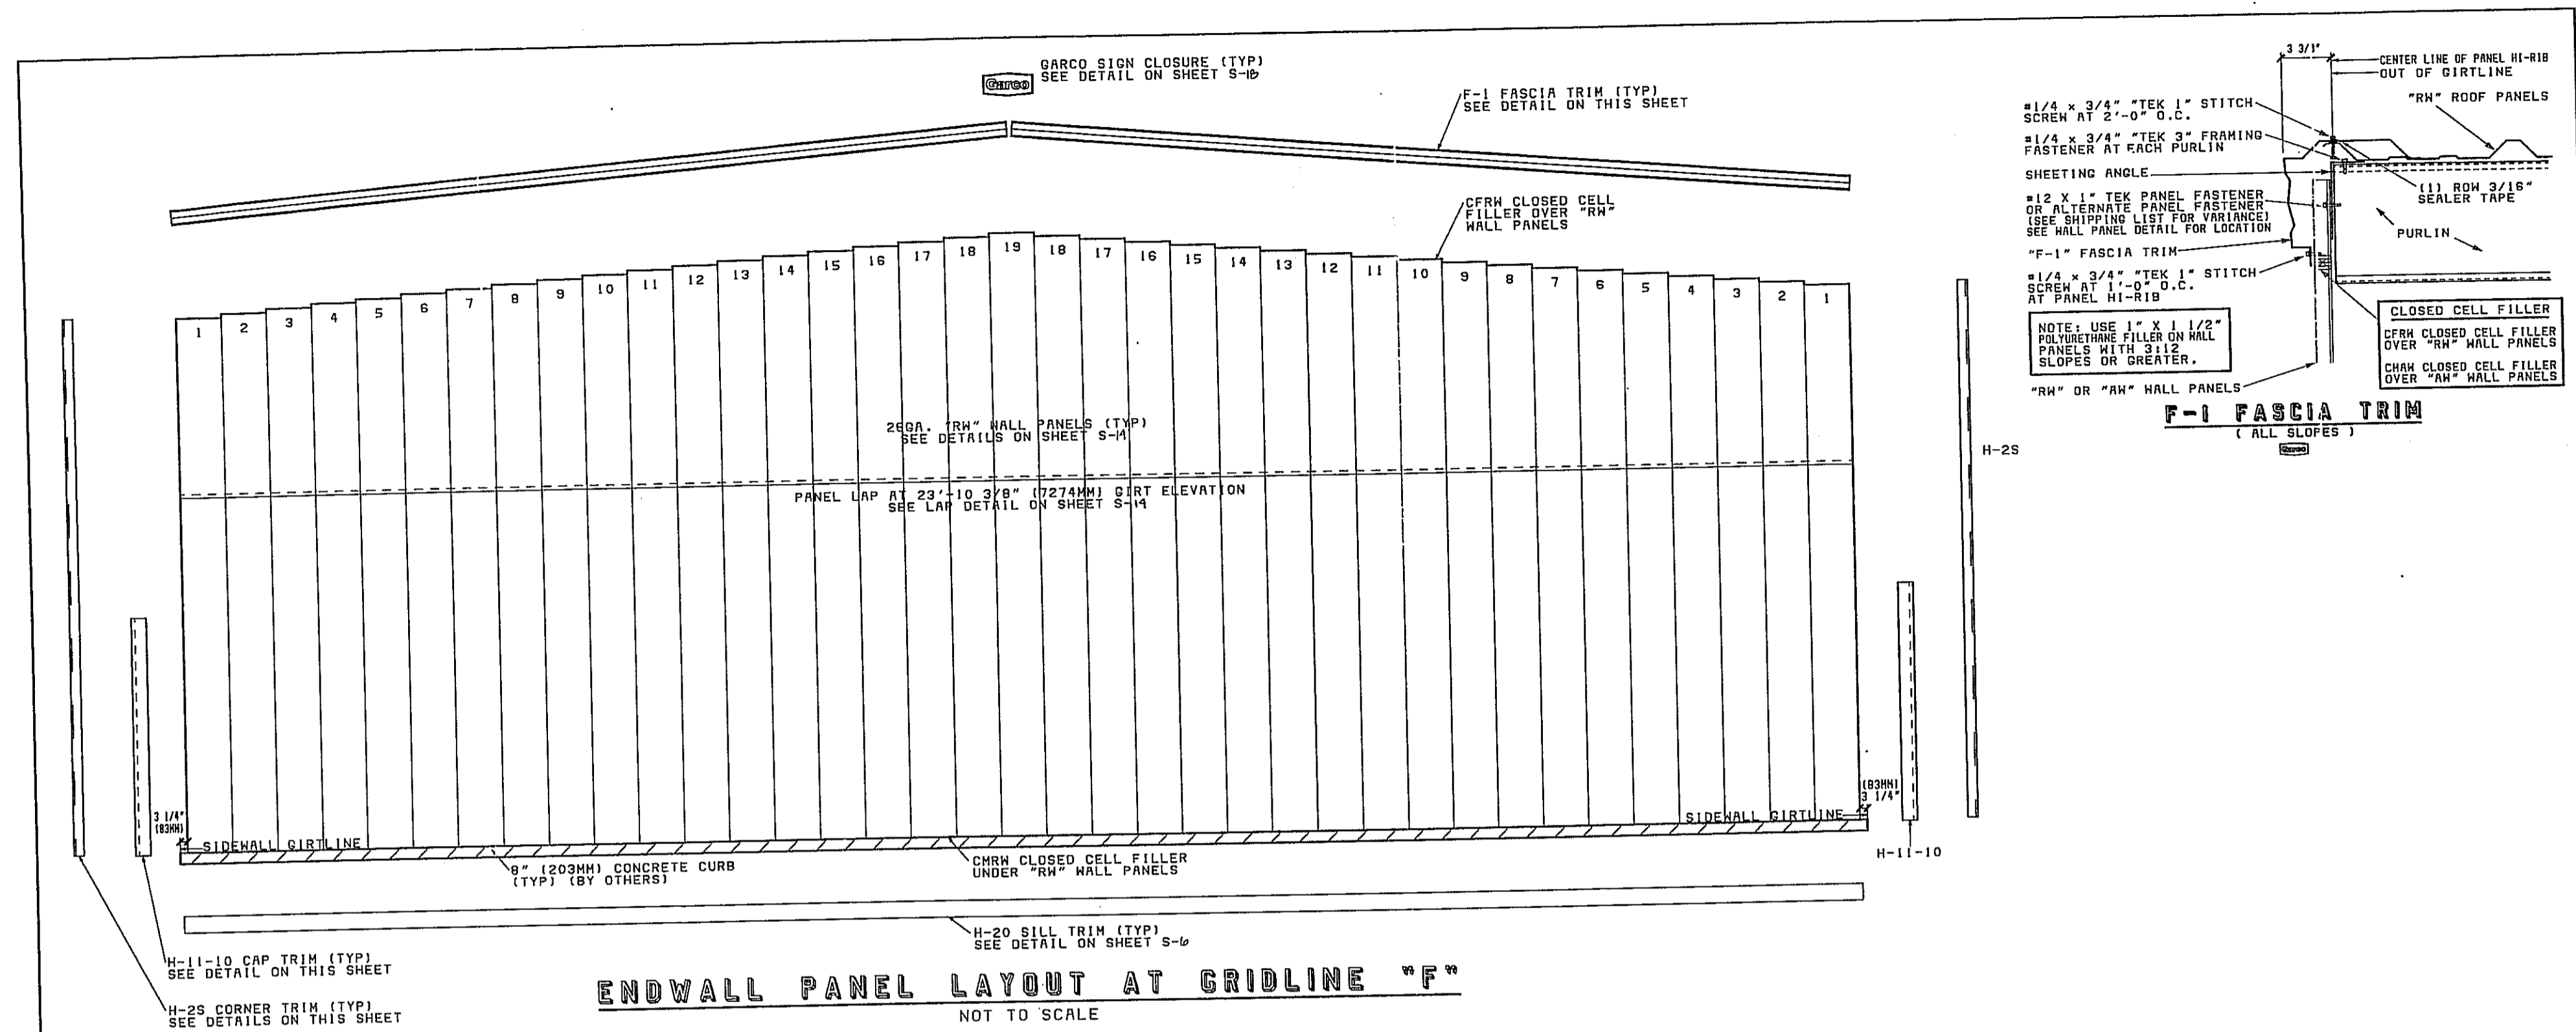 GARCO SIGN CLOSURE (TYP)
SEE DETAIL ON SHEET S-18
Garco
F-1 FASCIA TRIM (TYP)
SEE DETAIL ON THIS SHEET
CFRW CLOSED CELL
FILLER OVER "RW"
WALL PANELS
1 2 3 4 5 6 7 8 9 10 11 12 13 14 15 16 17 18 19 18 17 16 15 14 13 12 11 10 9 8 7 6 5 4 3 2 1
26GA. "RW" WALL PANELS (TYP)
SEE DETAILS ON SHEET S-14
PANEL LAP AT 23'-10 3/8" (7274MM) GIRT ELEVATION
SEE LAP DETAIL ON SHEET S-14
3 1/4"
(83MM)
SIDEWALL GIRTLINE
SIDEWALL GIRTLINE
(83MM)
3 1/4"
8" (203MM) CONCRETE CURB
(TYP) (BY OTHERS)
CMRW CLOSED CELL FILLER
UNDER "RW" WALL PANELS
H-11-10
H-2S
H-20 SILL TRIM (TYP)
SEE DETAIL ON SHEET S-6
H-11-10 CAP TRIM (TYP)
SEE DETAIL ON THIS SHEET
H-2S CORNER TRIM (TYP)
SEE DETAILS ON THIS SHEET
ENDWALL PANEL LAYOUT AT GRIDLINE "F"
NOT TO SCALE
CENTER LINE OF PANEL HI-RIB
OUT OF GIRTLINE
"RW" ROOF PANELS
#1/4 x 3/4" "TEK 1" STITCH
SCREW AT 2'-0" O.C.
#1/4 x 3/4" "TEK 3" FRAMING
FASTENER AT EACH PURLIN
SHEETING ANGLE
(1) ROW 3/16"
SEALER TAPE
#12 X 1" TEK PANEL FASTENER
OR ALTERNATE PANEL FASTENER
(SEE SHIPPING LIST FOR VARIANCE)
SEE WALL PANEL DETAIL FOR LOCATION
PURLIN
"F-1" FASCIA TRIM
#1/4 x 3/4" "TEK 1" STITCH
SCREW AT 1'-0" O.C.
AT PANEL HI-RIB
NOTE: USE 1" X 1 1/2"
POLYURETHANE FILLER ON WALL
PANELS WITH 3:12
SLOPES OR GREATER.
CLOSED CELL FILLER
CFRW CLOSED CELL FILLER
OVER "RW" WALL PANELS
CHAW CLOSED CELL FILLER
OVER "AW" WALL PANELS
"RW" OR "AW" WALL PANELS
F-1 FASCIA TRIM
( ALL SLOPES )
Garco